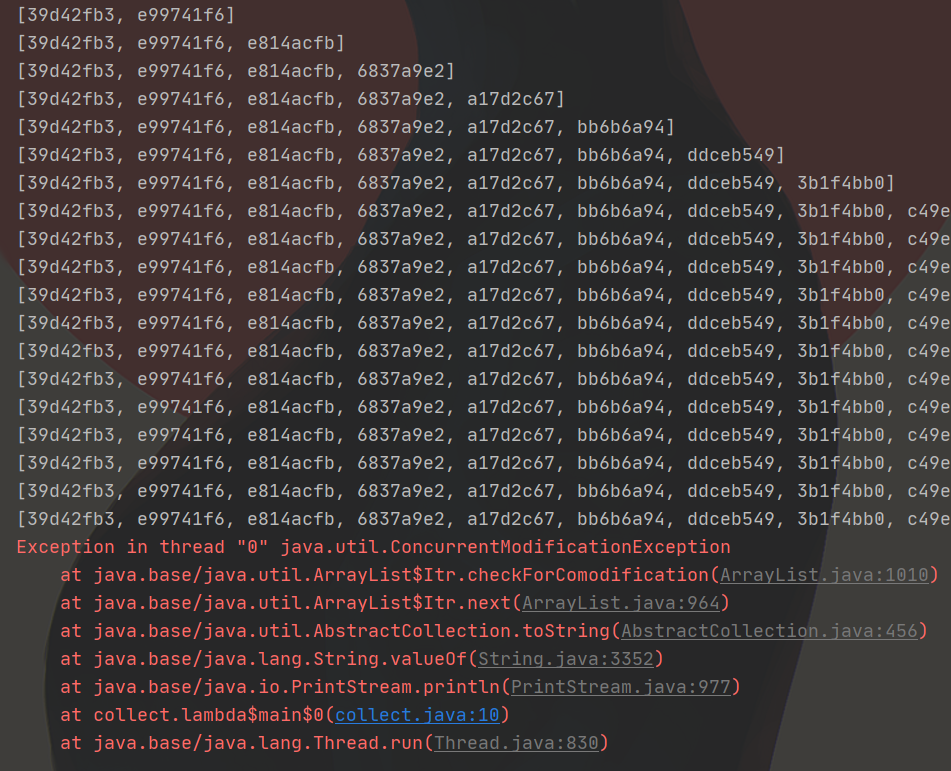 [39d42fb3, e99741f6]
[39d42fb3, e99741f6, e814acfb]
[39d42fb3, e99741f6, e814acfb, 6837a9e2]
[39d42fb3, e99741f6, e814acfb, 6837a9e2, a17d2c67]
[39d42fb3, e99741f6, e814acfb, 6837a9e2, a17d2c67, bb6b6a94]
[39d42fb3, e99741f6, e814acfb, 6837a9e2, a17d2c67, bb6b6a94, ddceb549]
[39d42fb3, e99741f6, e814acfb, 6837a9e2, a17d2c67, bb6b6a94, ddceb549, 3b1f4bb0]
[39d42fb3, e99741f6, e814acfb, 6837a9e2, a17d2c67, bb6b6a94, ddceb549, 3b1f4bb0, c49e
[39d42fb3, e99741f6, e814acfb, 6837a9e2, a17d2c67, bb6b6a94, ddceb549, 3b1f4bb0, c49e
[39d42fb3, e99741f6, e814acfb, 6837a9e2, a17d2c67, bb6b6a94, ddceb549, 3b1f4bb0, c49e
[39d42fb3, e99741f6, e814acfb, 6837a9e2, a17d2c67, bb6b6a94, ddceb549, 3b1f4bb0, c49e
[39d42fb3, e99741f6, e814acfb, 6837a9e2, a17d2c67, bb6b6a94, ddceb549, 3b1f4bb0, c49e
[39d42fb3, e99741f6, e814acfb, 6837a9e2, a17d2c67, bb6b6a94, ddceb549, 3b1f4bb0, c49e
[39d42fb3, e99741f6, e814acfb, 6837a9e2, a17d2c67, bb6b6a94, ddceb549, 3b1f4bb0, c49e
[39d42fb3, e99741f6, e814acfb, 6837a9e2, a17d2c67, bb6b6a94, ddceb549, 3b1f4bb0, c49e
[39d42fb3, e99741f6, e814acfb, 6837a9e2, a17d2c67, bb6b6a94, ddceb549, 3b1f4bb0, c49e
[39d42fb3, e99741f6, e814acfb, 6837a9e2, a17d2c67, bb6b6a94, ddceb549, 3b1f4bb0, c49e
[39d42fb3, e99741f6, e814acfb, 6837a9e2, a17d2c67, bb6b6a94, ddceb549, 3b1f4bb0, c49e
[39d42fb3, e99741f6, e814acfb, 6837a9e2, a17d2c67, bb6b6a94, ddceb549, 3b1f4bb0, c49e
Exception in thread "0" java.util.ConcurrentModificationException
at java.base/java.util.ArrayList$Itr.checkForComodification(ArrayList.java:1010)
at java.base/java.util.ArrayList$Itr.next(ArrayList.java:964)
at java.base/java.util.AbstractCollection.toString(AbstractCollection.java:456)
at java.base/java.lang.String.valueOf(String.java:3352)
at java.base/java.io.PrintStream.println(PrintStream.java:977)
at collect.lambda$main$0(collect.java:10)
at java.base/java.lang.Thread.run(Thread.java:830)